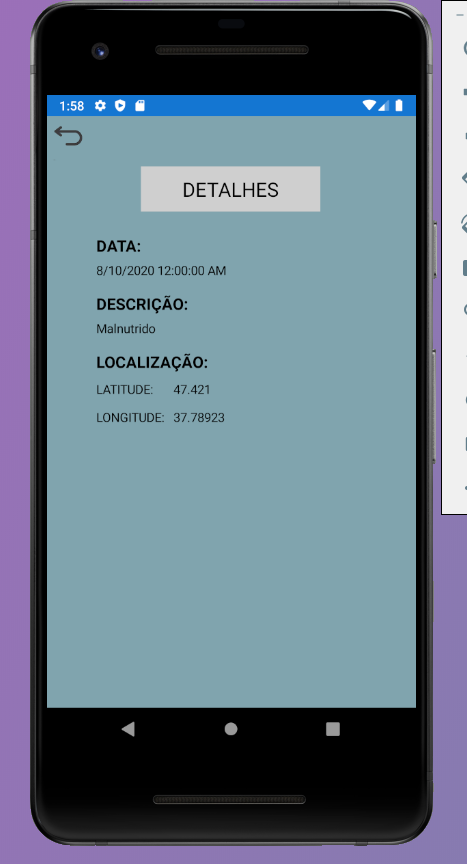 1:58
DETALHES
DATA:
8/10/2020 12:00:00 AM
DESCRIÇÃO:
Malnutrido
LOCALIZAÇÃO:
LATITUDE: 47.421
LONGITUDE: 37.78923